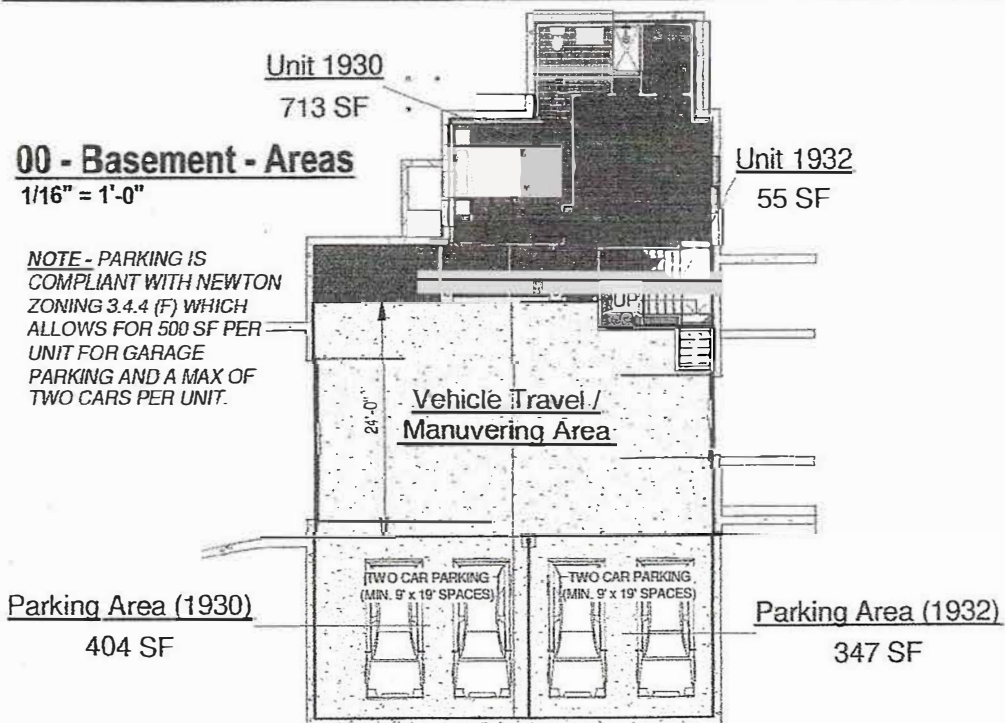 Unit 1930
713 SF
00 - Basement - Areas
1/16" = 1'-0"
Unit 1932
55 SF
NOTE - PARKING IS
COMPLIANT WITH NEWTON
ZONING 3.4.4 (F) WHICH
ALLOWS FOR 500 SF PER
UNIT FOR GARAGE
PARKING AND A MAX OF
TWO CARS PER UNIT.
UP
24'-0"
Vehicle Travel /
Manuvering Area
TWO CAR PARKING
(MIN. 9' x 19' SPACES)
TWO CAR PARKING
(MIN. 9' x 19' SPACES)
Parking Area (1930)
404 SF
Parking Area (1932)
347 SF